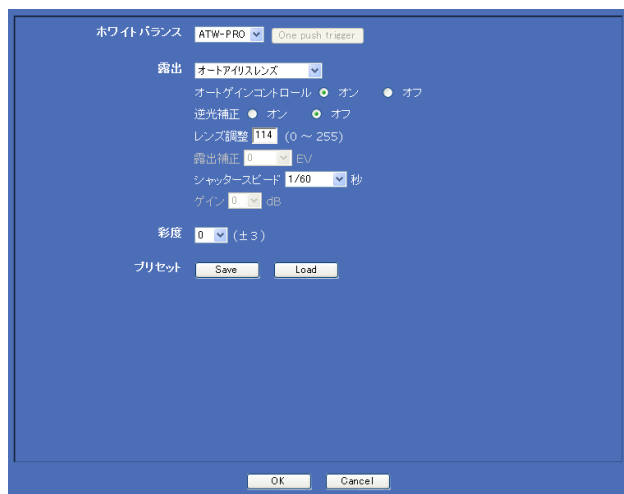 ホワイトバランス ATW-PRO One push trigger
露出 オートアイリスレンズ
オートゲインコントロール オン オフ
逆光補正 オン オフ
レンズ調整 114 (0 ~ 255)
露出補正 0 EV
シャッタースピード 1/60 秒
ゲイン 0 dB
彩度 0 (±3)
プリセット Save Load
OK Cancel